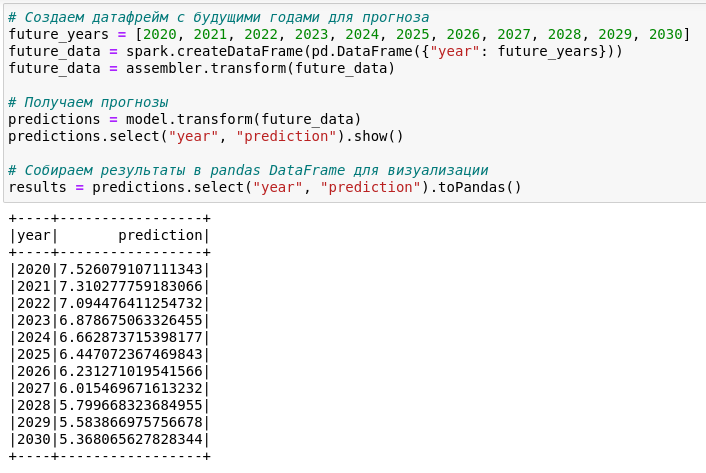 # Создаем датафрейм с будущими годами для прогноза
future_years = [2020, 2021, 2022, 2023, 2024, 2025, 2026, 2027, 2028, 2029, 2030]
future_data = spark.createDataFrame(pd.DataFrame({"year": future_years}))
future_data = assembler.transform(future_data)

# Получаем прогнозы
predictions = model.transform(future_data)
predictions.select("year", "prediction").show()

# Собираем результаты в pandas DataFrame для визуализации
results = predictions.select("year", "prediction").toPandas()

+----+-----------------+
|year|       prediction|
+----+-----------------+
|2020|7.526079107111343|
|2021|7.310277759183066|
|2022|7.094476411254732|
|2023|6.878675063326455|
|2024|6.662873715398177|
|2025|6.447072367469843|
|2026|6.231271019541566|
|2027|6.015469671613232|
|2028|5.799668323684955|
|2029|5.583866975756678|
|2030|5.368065627828344|
+----+-----------------+